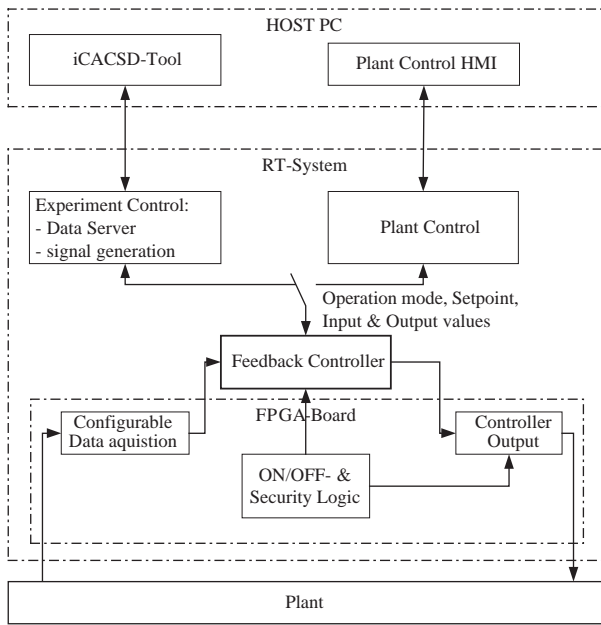 HOST PC
iCACSD-Tool
Plant Control HMI
RT-System
Experiment Control:
- Data Server
- signal generation
Plant Control
Operation mode, Setpoint,
Input & Output values
Feedback Controller
FPGA-Board
Configurable
Data aquistion
Controller
Output
ON/OFF- &
Security Logic
Plant